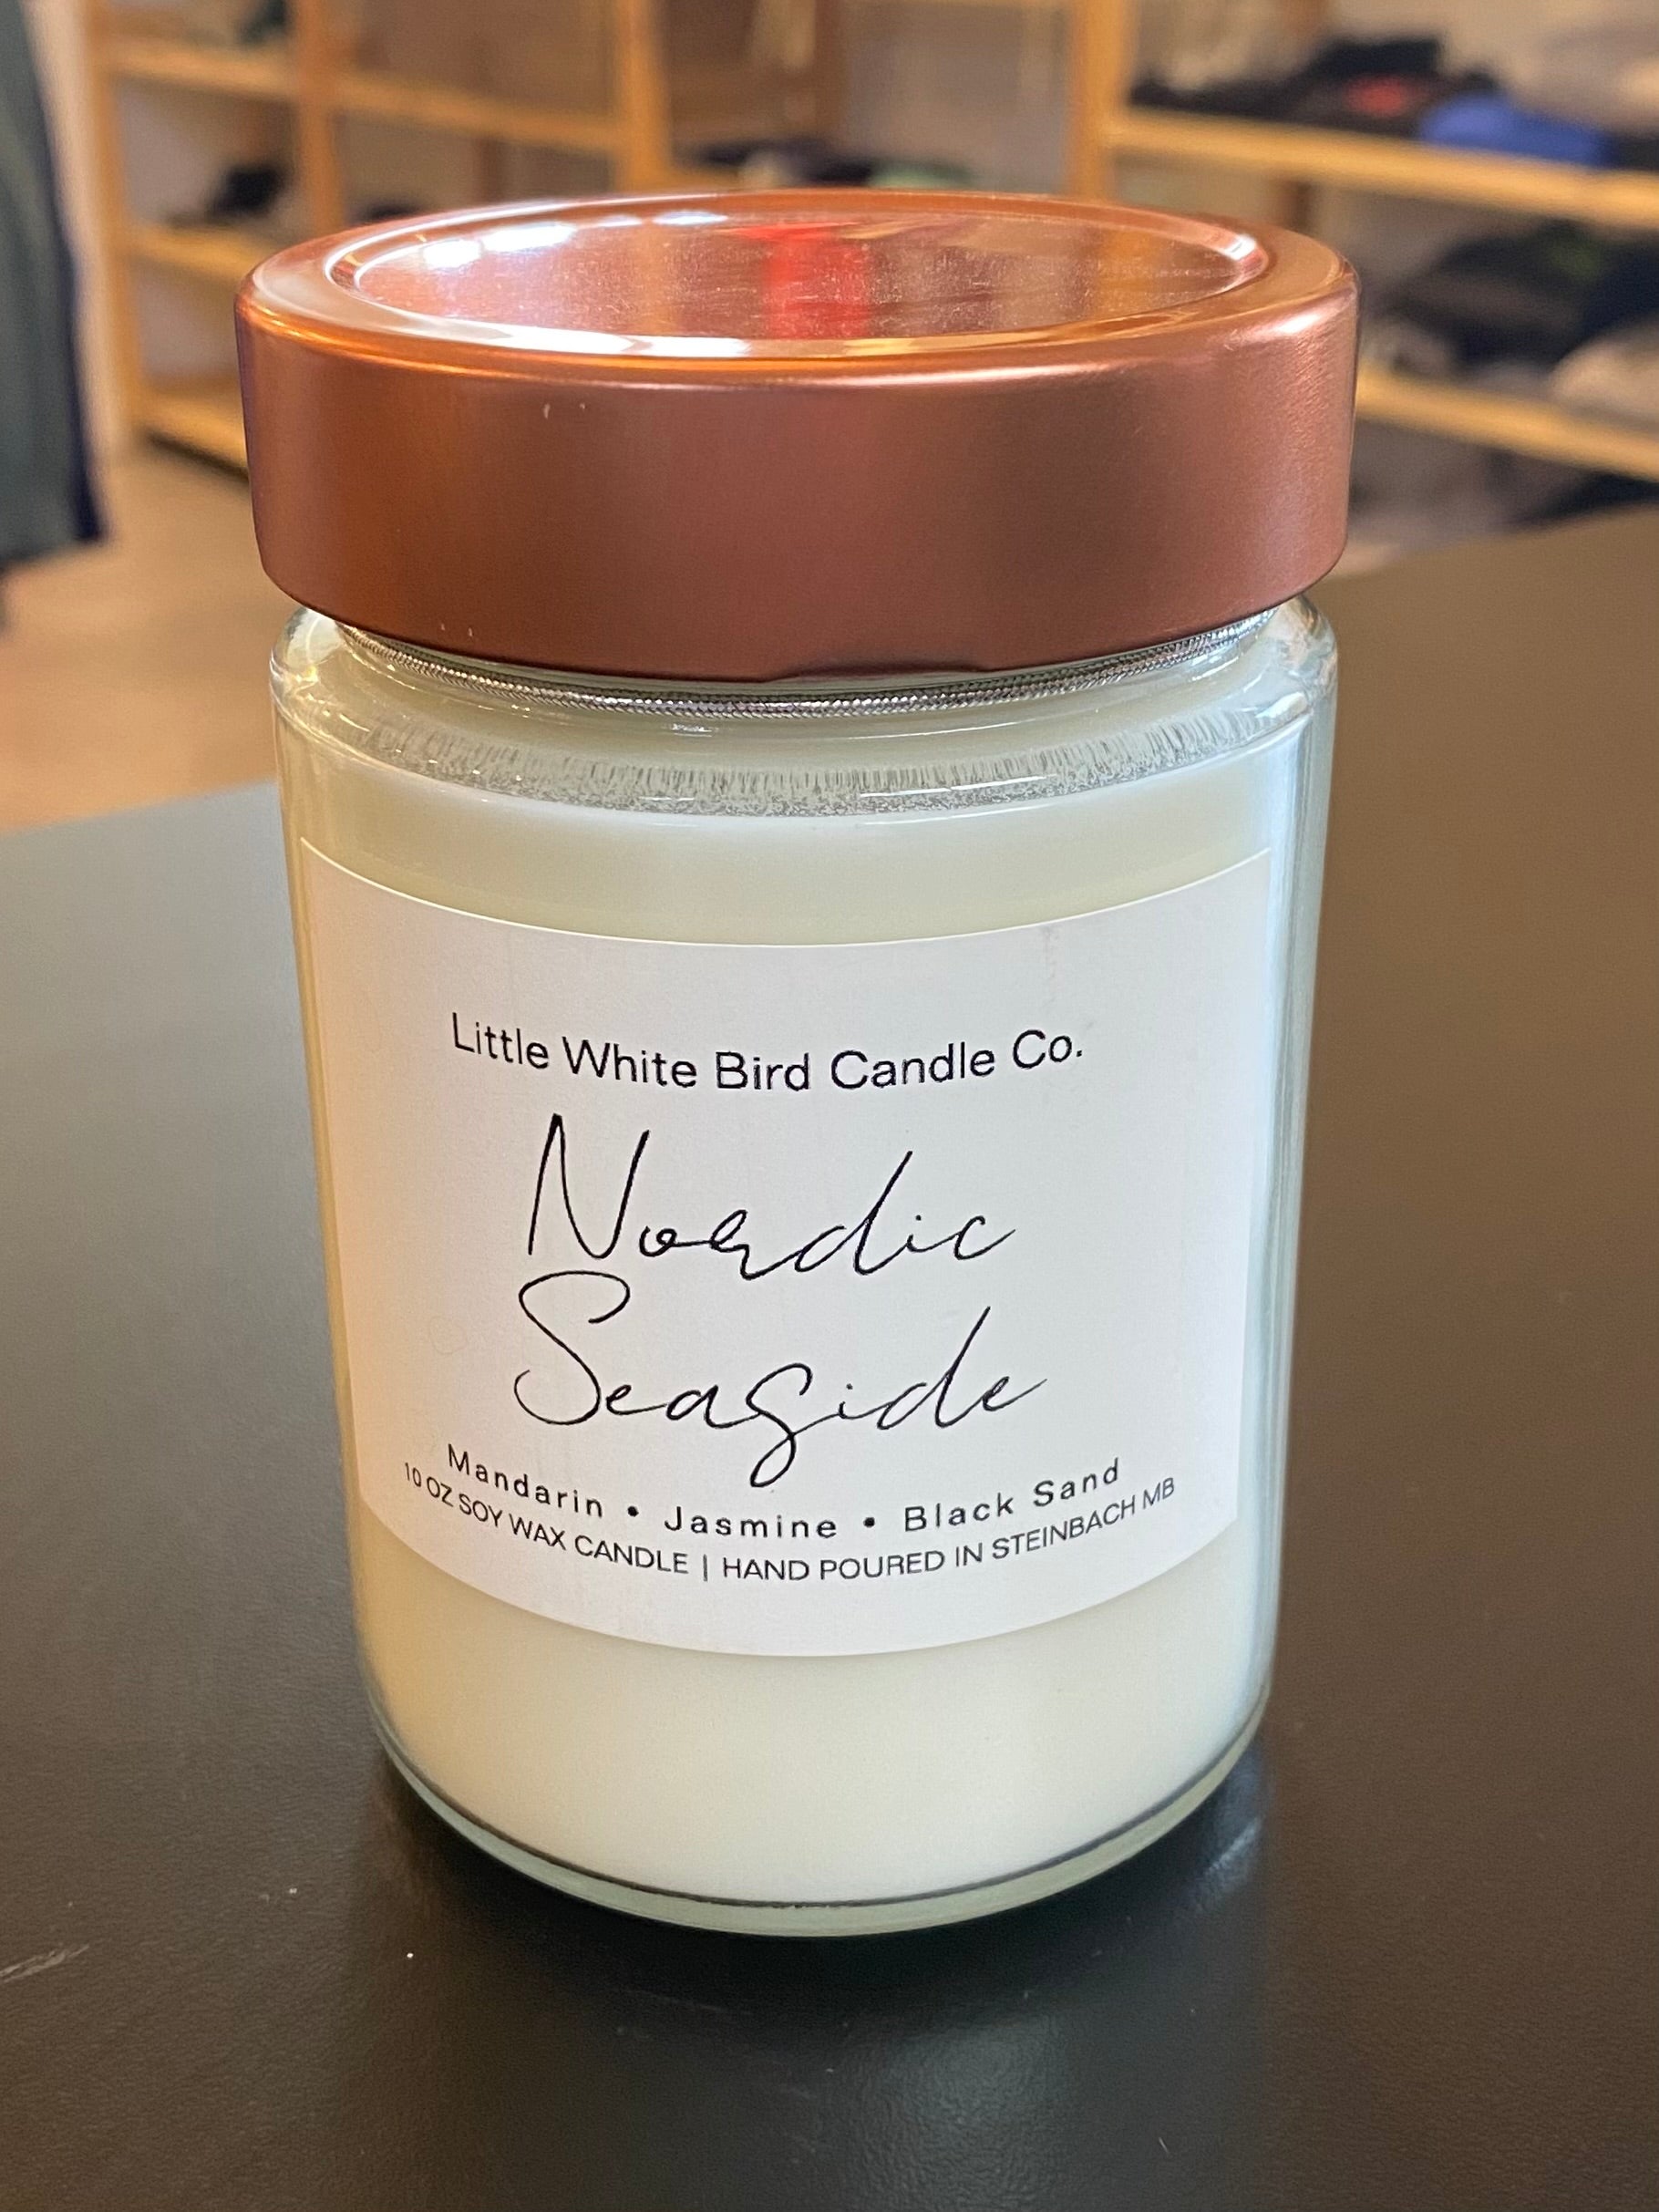 Little White Bird Candle Co.
Nordic
Seaside
Mandarin • Jasmine • Black Sand
10 OZ SOY WAX CANDLE | HAND POURED IN STEINBACH MB